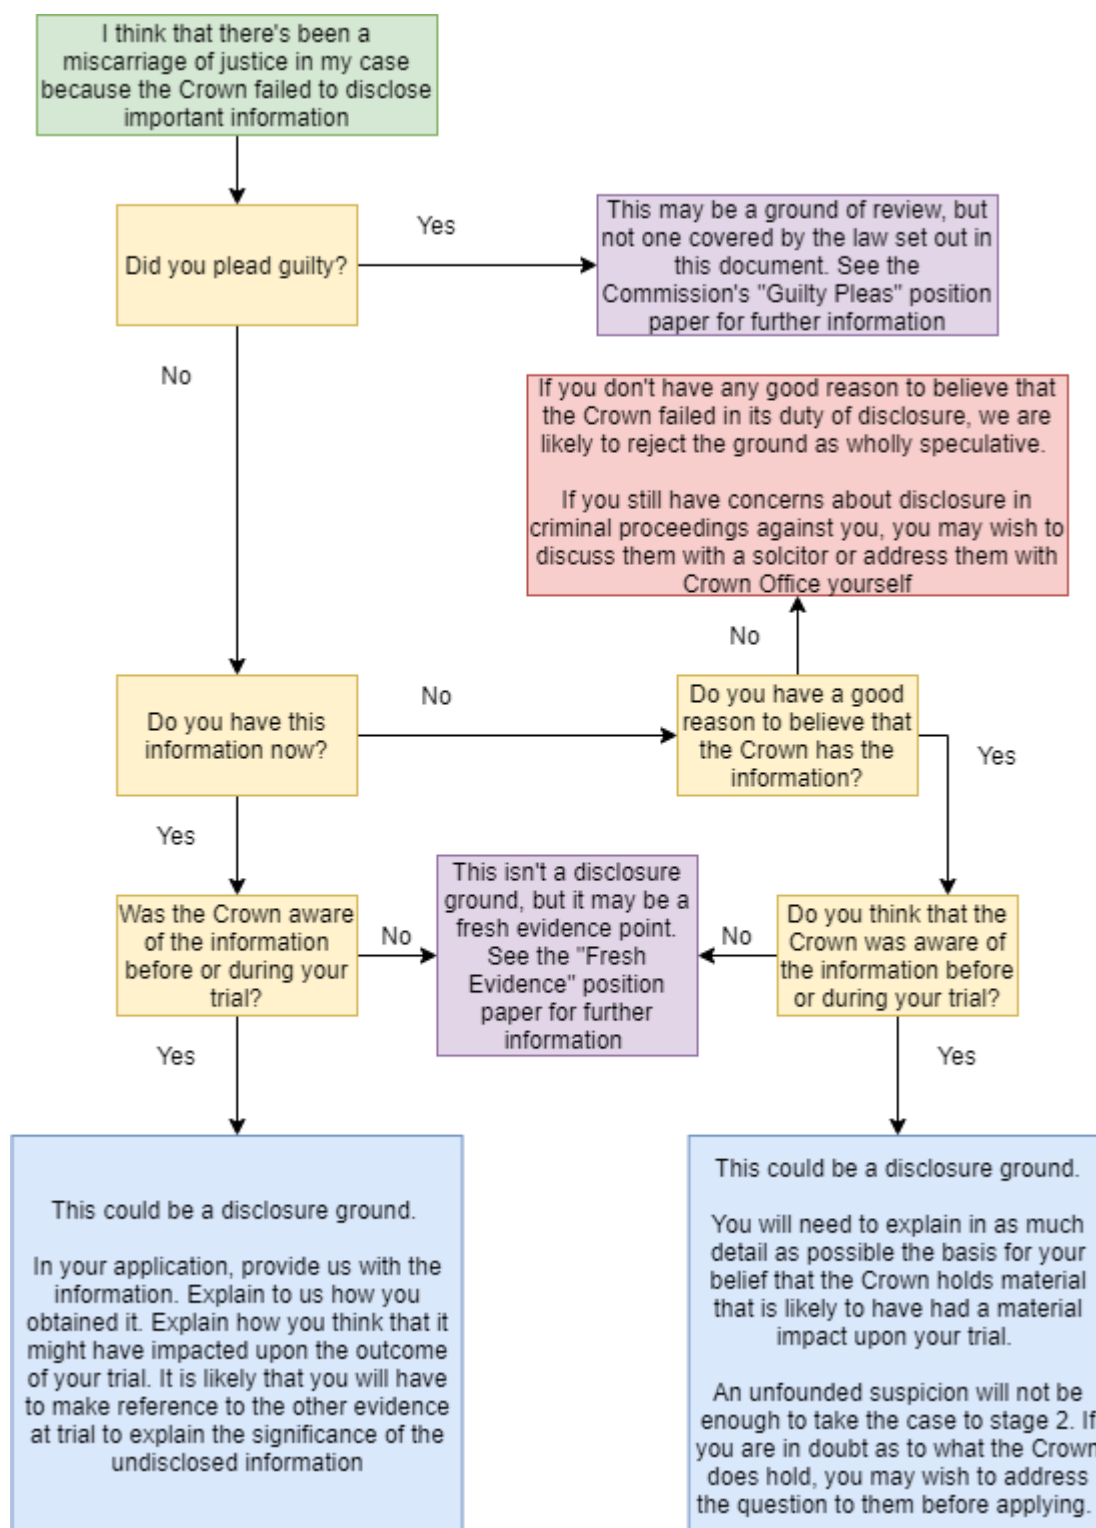 I think that there's been a
miscarriage of justice in my case
because the Crown failed to disclose
important information
Did you plead guilty?
Yes
This may be a ground of review, but
not one covered by the law set out in
this document. See the
Commission's "Guilty Pleas" position
paper for further information
No
If you don't have any good reason to believe that
the Crown failed in its duty of disclosure, we are
likely to reject the ground as wholly speculative.
If you still have concerns about disclosure in
criminal proceedings against you, you may wish to
discuss them with a solcitor or address them with
Crown Office yourself
No
Do you have this
information now?
No
Do you have a good
reason to believe that
the Crown has the
information?
Yes
Yes
Was the Crown aware
of the information
before or during your
trial?
No
This isn't a disclosure
ground, but it may be a
fresh evidence point.
See the "Fresh
Evidence" position
paper for further
information
No
Do you think that the
Crown was aware of
the information before
or during your trial?
Yes
Yes
This could be a disclosure ground.
In your application, provide us with the
information. Explain to us how you
obtained it. Explain how you think that it
might have impacted upon the outcome
of your trial. It is likely that you will have
to make reference to the other evidence
at trial to explain the significance of the
undisclosed information
This could be a disclosure ground.
You will need to explain in as much
detail as possible the basis for your
belief that the Crown holds material
that is likely to have had a material
impact upon your trial.
An unfounded suspicion will not be
enough to take the case to stage 2. If
you are in doubt as to what the Crown
does hold, you may wish to address
the question to them before applying.